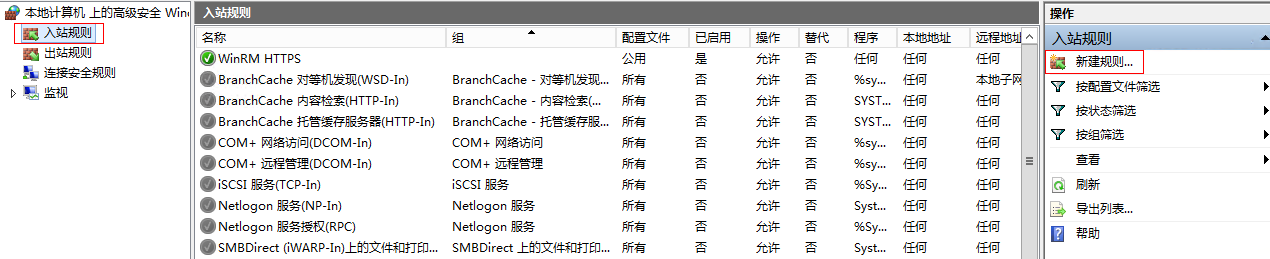 本地计算机 上的高级安全 Wind
入站规则
出站规则
连接安全规则
监视
入站规则
名称 组 配置文件 已启用 操作 替代 程序 本地地址 远程地址
WinRM HTTPS 公用 是 允许 否 任何 任何 任何
BranchCache 对等机发现(WSD-In) BranchCache - 对等机发现... 所有 否 允许 否 %sy... 任何 本地子网
BranchCache 内容检索(HTTP-In) BranchCache - 内容检索(... 所有 否 允许 否 SYST... 任何 任何
BranchCache 托管缓存服务器(HTTP-In) BranchCache - 托管缓存服... 所有 否 允许 否 SYST... 任何 任何
COM+ 网络访问(DCOM-In) COM+ 网络访问 所有 否 允许 否 %sy... 任何 任何
COM+ 远程管理(DCOM-In) COM+ 远程管理 所有 否 允许 否 %sy... 任何 任何
iSCSI 服务(TCP-In) iSCSI 服务 所有 否 允许 否 %Sy... 任何 任何
Netlogon 服务(NP-In) Netlogon 服务 所有 否 允许 否 Syst... 任何 任何
Netlogon 服务授权(RPC) Netlogon 服务 所有 否 允许 否 %Sy... 任何 任何
SMBDirect (iWARP-In)上的文件和打印... SMBDirect 上的文件和打印... 所有 否 允许 否 Syst... 任何 任何
操作
入站规则
新建规则...
按配置文件筛选
按状态筛选
按组筛选
查看
刷新
导出列表...
帮助